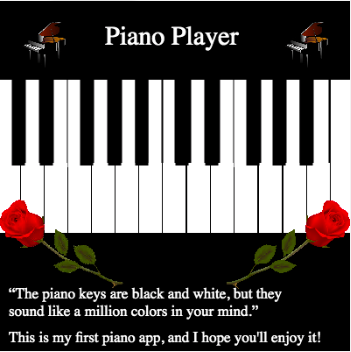 Piano Player
“The piano keys are black and white, but they
sound like a million colors in your mind.”
This is my first piano app, and I hope you'll enjoy it!